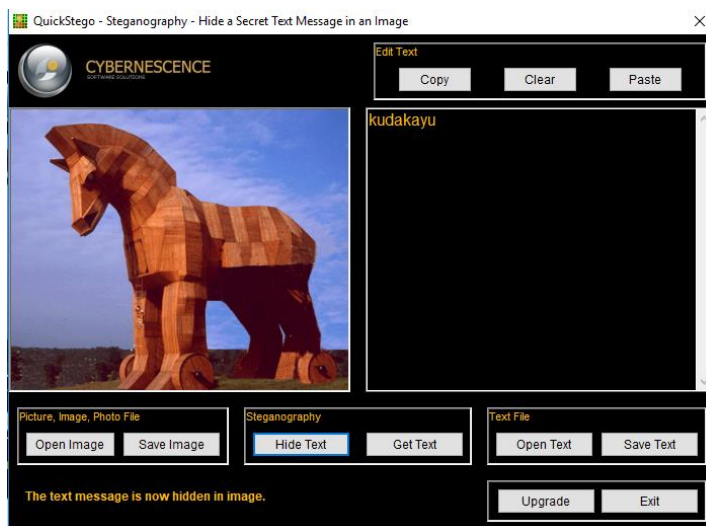 QuickStego - Steganography - Hide a Secret Text Message in an Image
CYBERNESCENCE
SOFTWARE SOLUTIONS
Edit Text
Copy Clear Paste
kudakayu
Picture, Image, Photo File
Open Image Save Image
Steganography
Hide Text Get Text
Text File
Open Text Save Text
The text message is now hidden in image.
Upgrade Exit